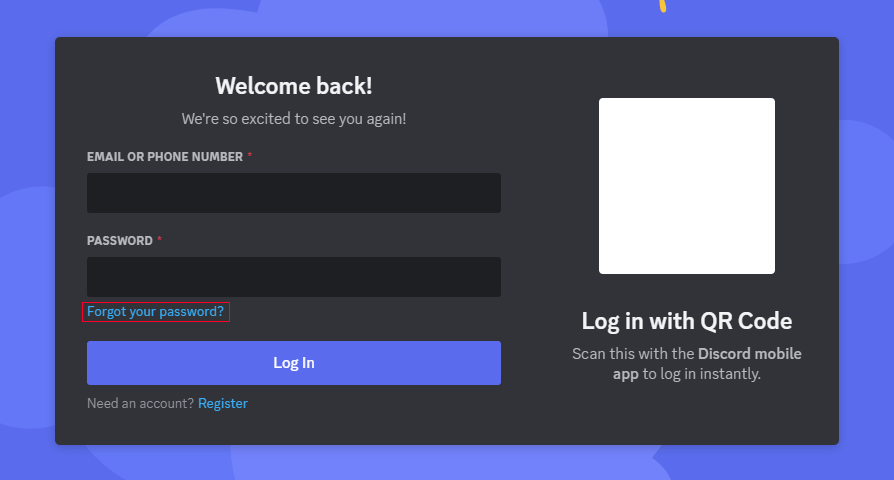 Welcome back!
We're so excited to see you again!
EMAIL OR PHONE NUMBER *
PASSWORD *
Forgot your password?
Log In
Need an account? Register
Log in with QR Code
Scan this with the Discord mobile
app to log in instantly.